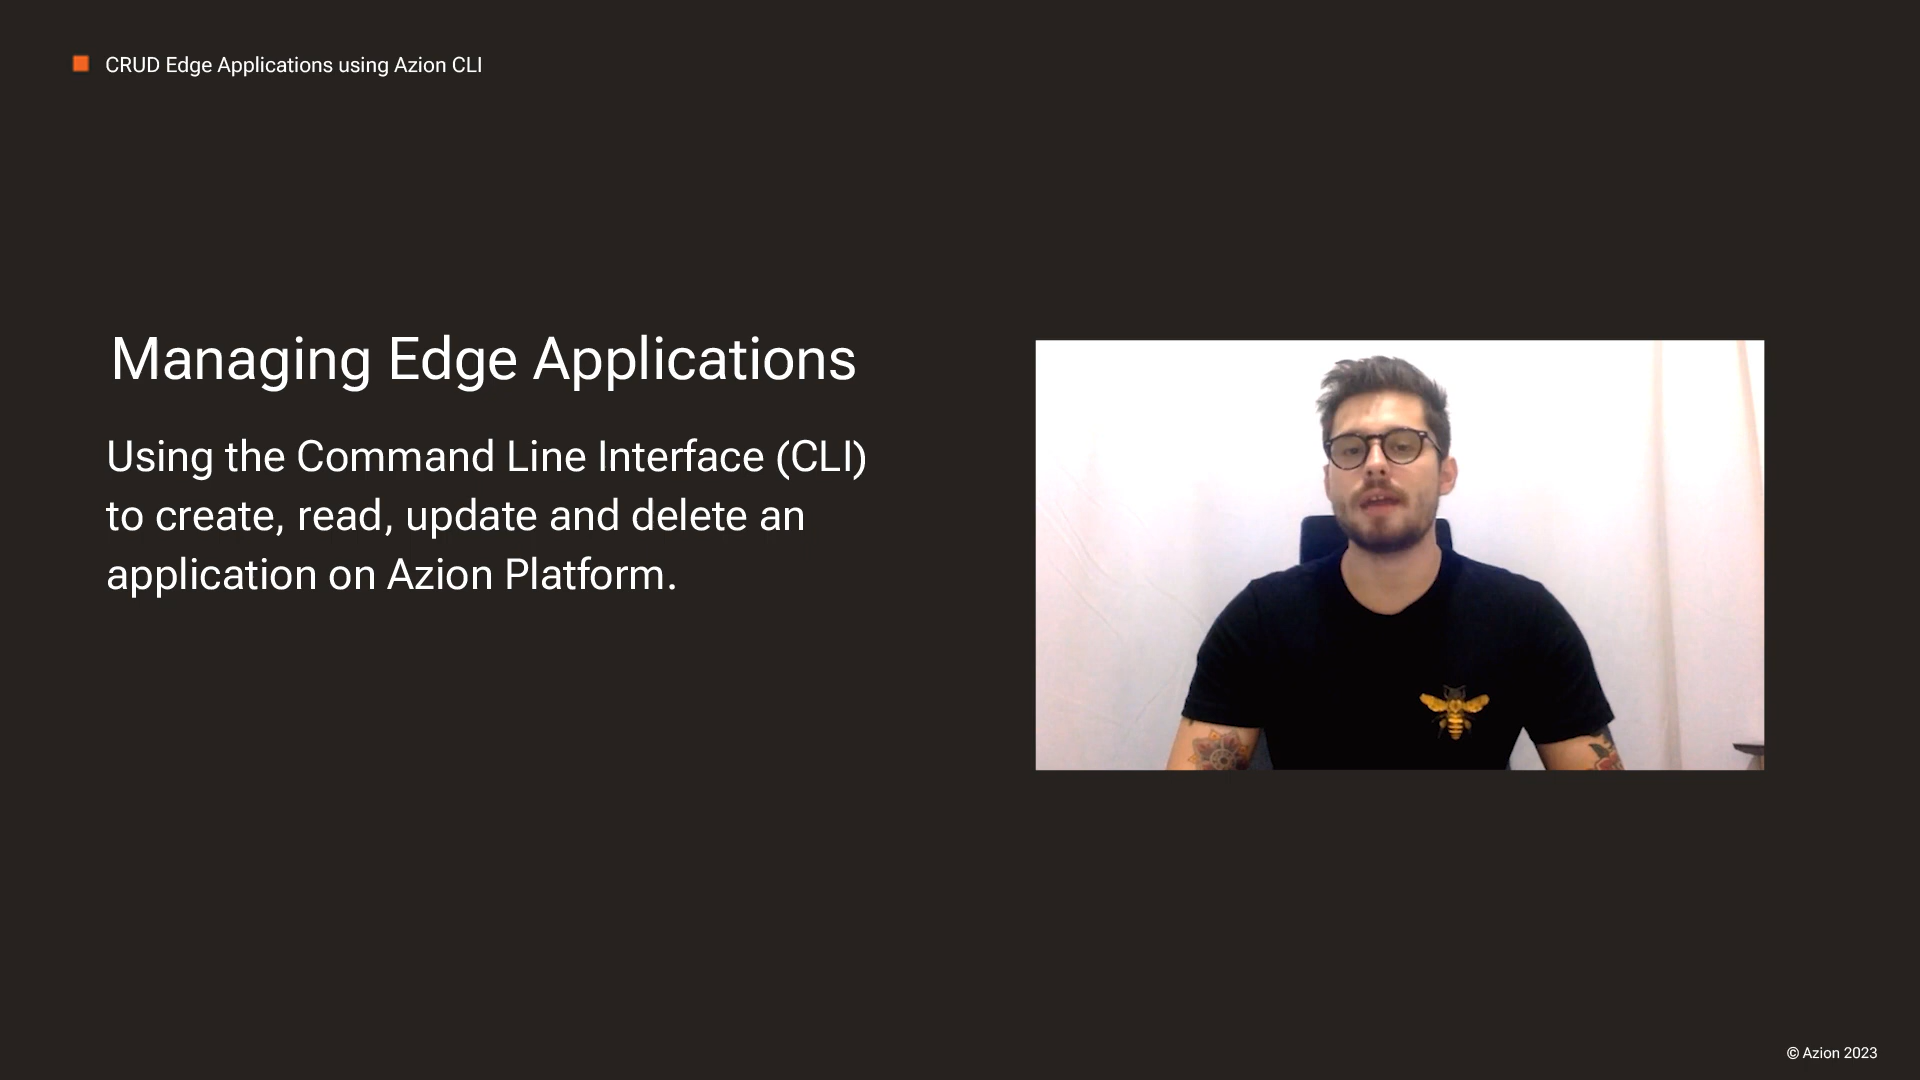 CRUD Edge Applications using Azion CLI
Managing Edge Applications
Using the Command Line Interface (CLI)
to create, read, update and delete an
application on Azion Platform.
© Azion 2023